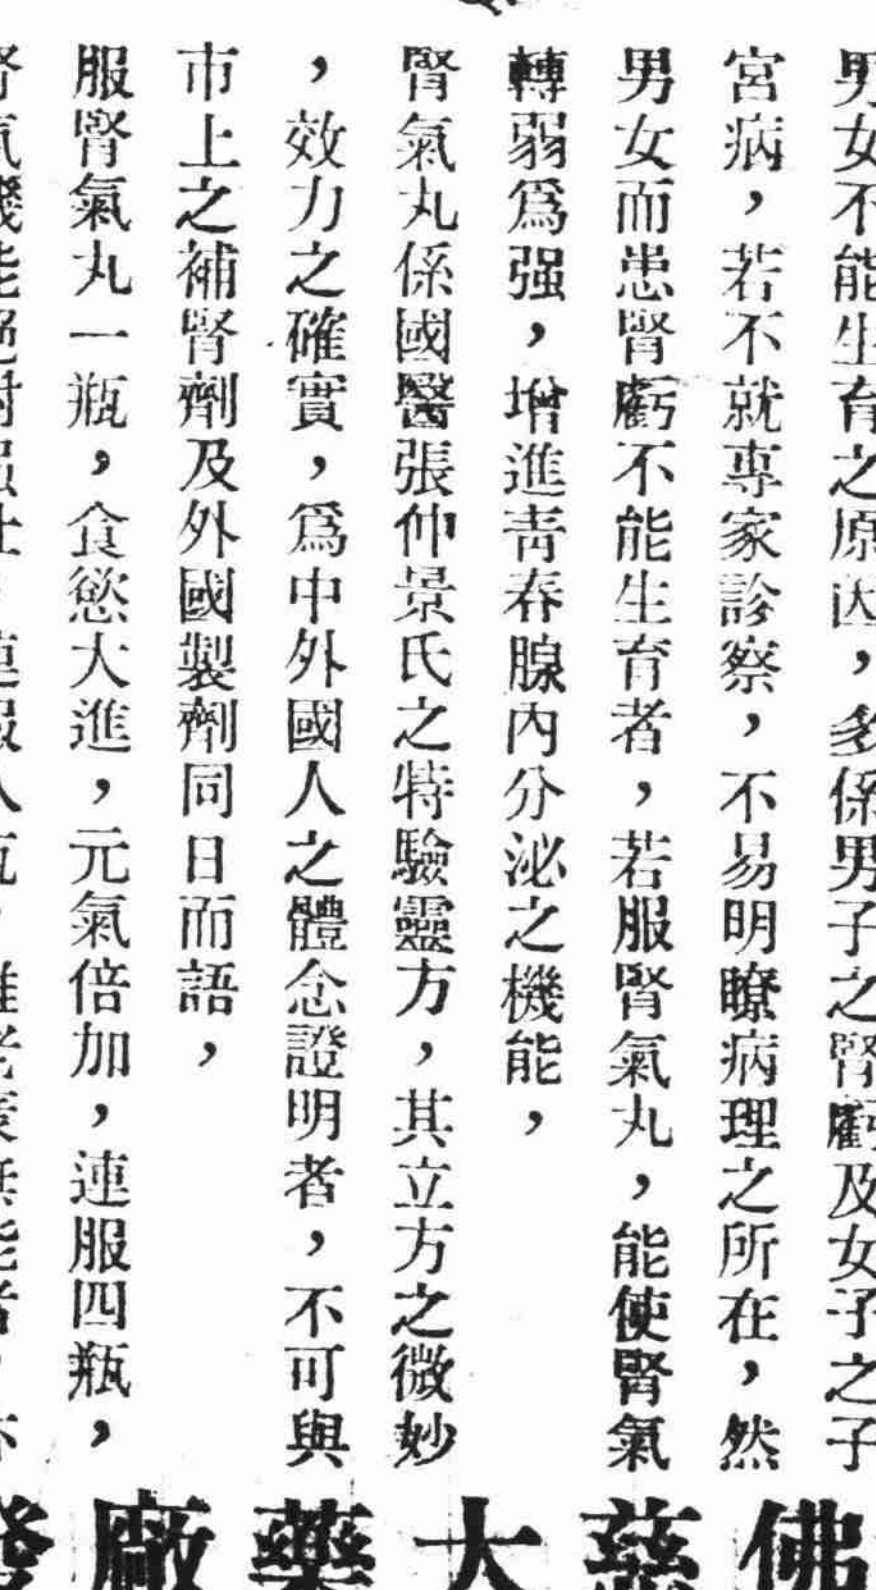 男女不能生育之原因，多係男子之腎虧及女子之子
宮病，若不就專家診察，不易明瞭病理之所在，然
男女而患腎虧不能生育者，若服腎氣丸，能使腎氣
轉弱爲强，增進靑春腺內分泌之機能，
腎氣丸係國醫張仲景氏之特驗靈方，其立方之微妙
，效力之確實，爲中外國人之體念證明者，不可與
市上之補腎劑及外國製劑同日而語，
服腎氣丸一瓶，食慾大進，元氣倍加，連服四瓶，
佛慈大藥廠發